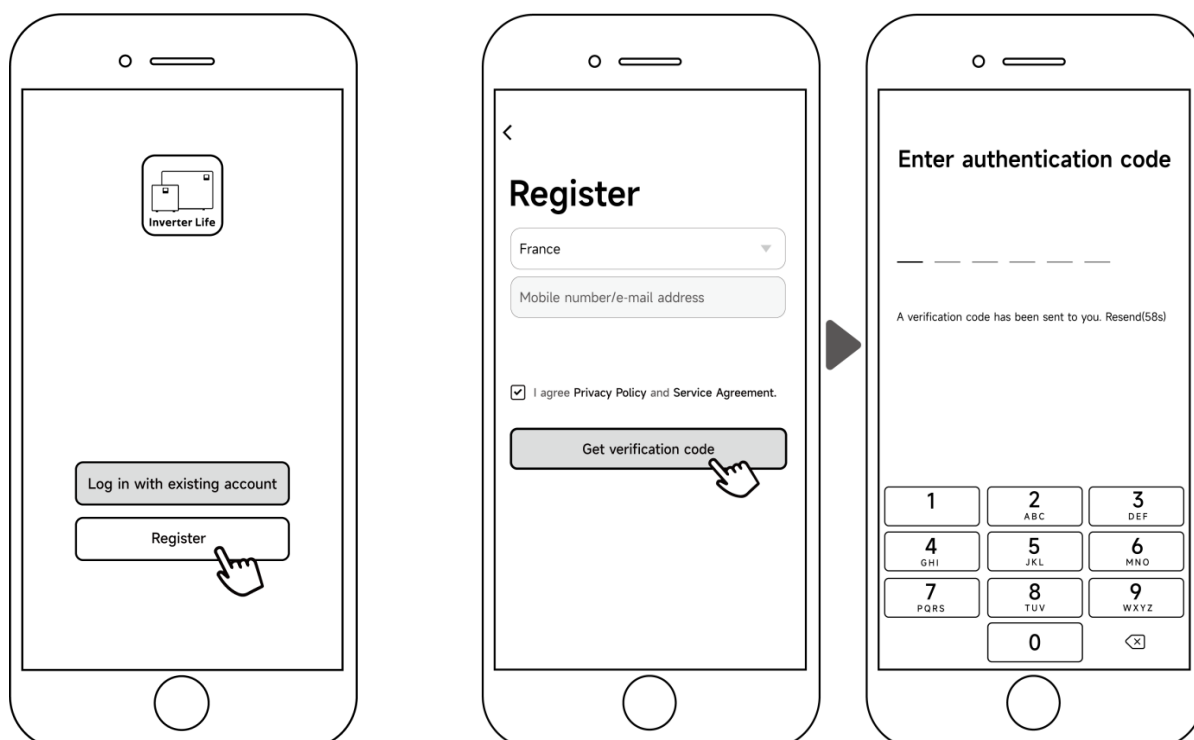 Inverter Life
Log in with existing account
Register
Register
France
Mobile number/e-mail address
I agree Privacy Policy and Service Agreement.
Get verification code
Enter authentication code
A verification code has been sent to you. Resend(58s)
1
2
ABC
3
DEF
4
GHI
5
JKL
6
MNO
7
PQRS
8
TUV
9
WXYZ
0